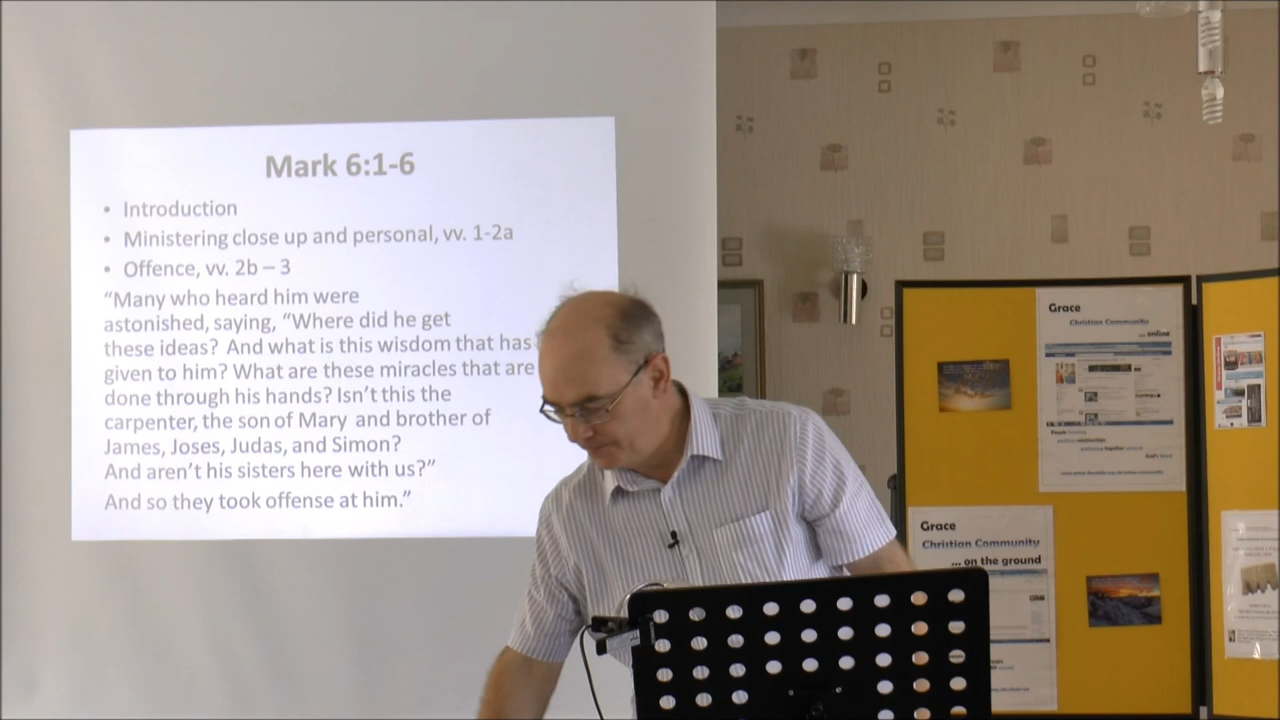 Mark 6:1-6
• Introduction
• Ministering close up and personal, vv. 1-2a
• Offence, vv. 2b – 3
“Many who heard him were
astonished, saying, “Where did he get
these ideas? And what is this wisdom that has
given to him? What are these miracles that are
done through his hands? Isn’t this the
carpenter, the son of Mary and brother of
James, Joses, Judas, and Simon?
And aren’t his sisters here with us?”
And so they took offense at him.”
Grace
Christian Community
online
God's Grace
Grace
Christian Community
... on the ground